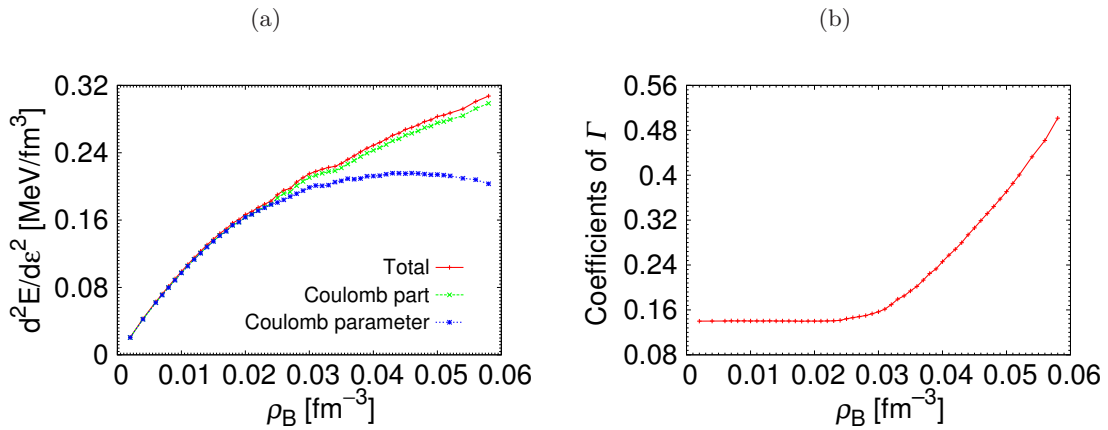 (a)
0.32
0.24
0.16
0.08
0
d²E/dε² [MeV/fm³]
Total
Coulomb part
Coulomb parameter
0 0.01 0.02 0.03 0.04 0.05 0.06
ρB [fm⁻³]
(b)
0.56
0.48
0.4
0.32
0.24
0.16
0.08
Coefficients of Γ
0 0.01 0.02 0.03 0.04 0.05 0.06
ρB [fm⁻³]